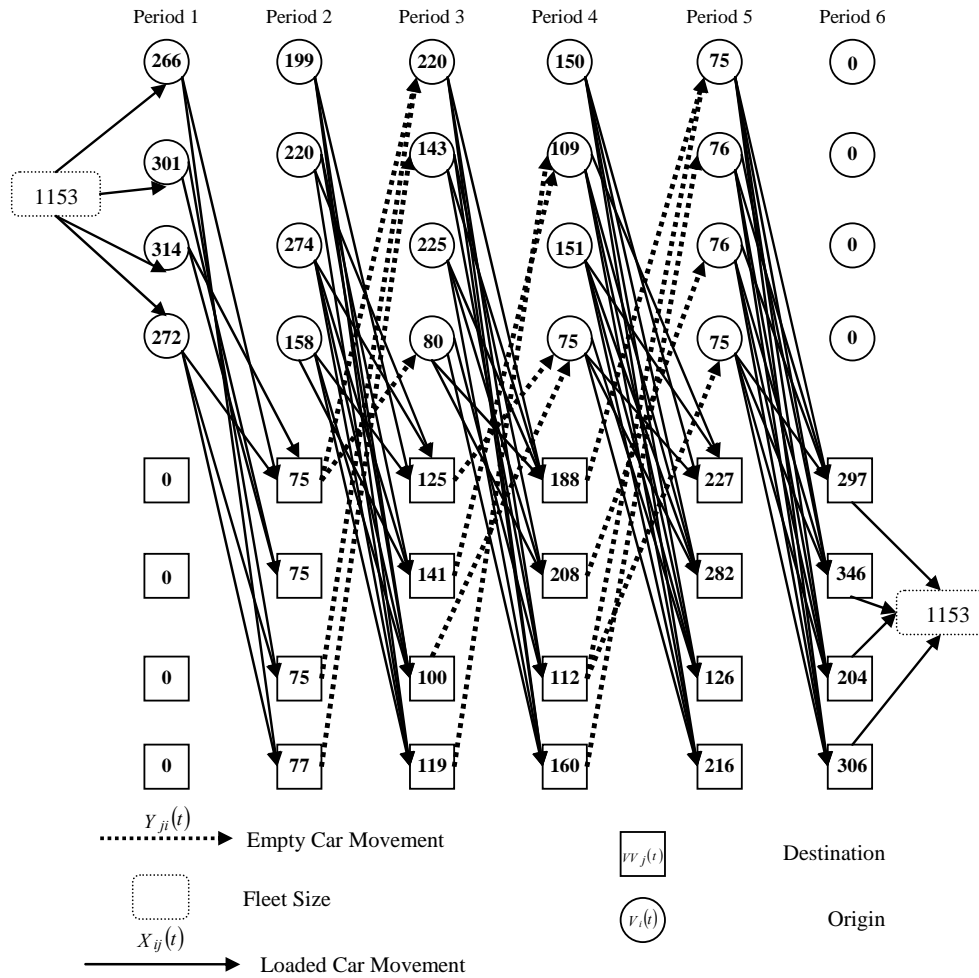 Period 1 Period 2 Period 3 Period 4 Period 5 Period 6
266 199 220 150 75 0
301 220 143 109 76 0
1153
314 274 225 151 76 0
272 158 80 75 75 0
0 75 125 188 227 297
0 75 141 208 282 346
1153
0 75 100 112 126 204
0 77 119 160 216 306
Y ji (t)
Empty Car Movement
VV j (t)
Destination
Fleet Size
V i (t)
Origin
X ij (t)
Loaded Car Movement